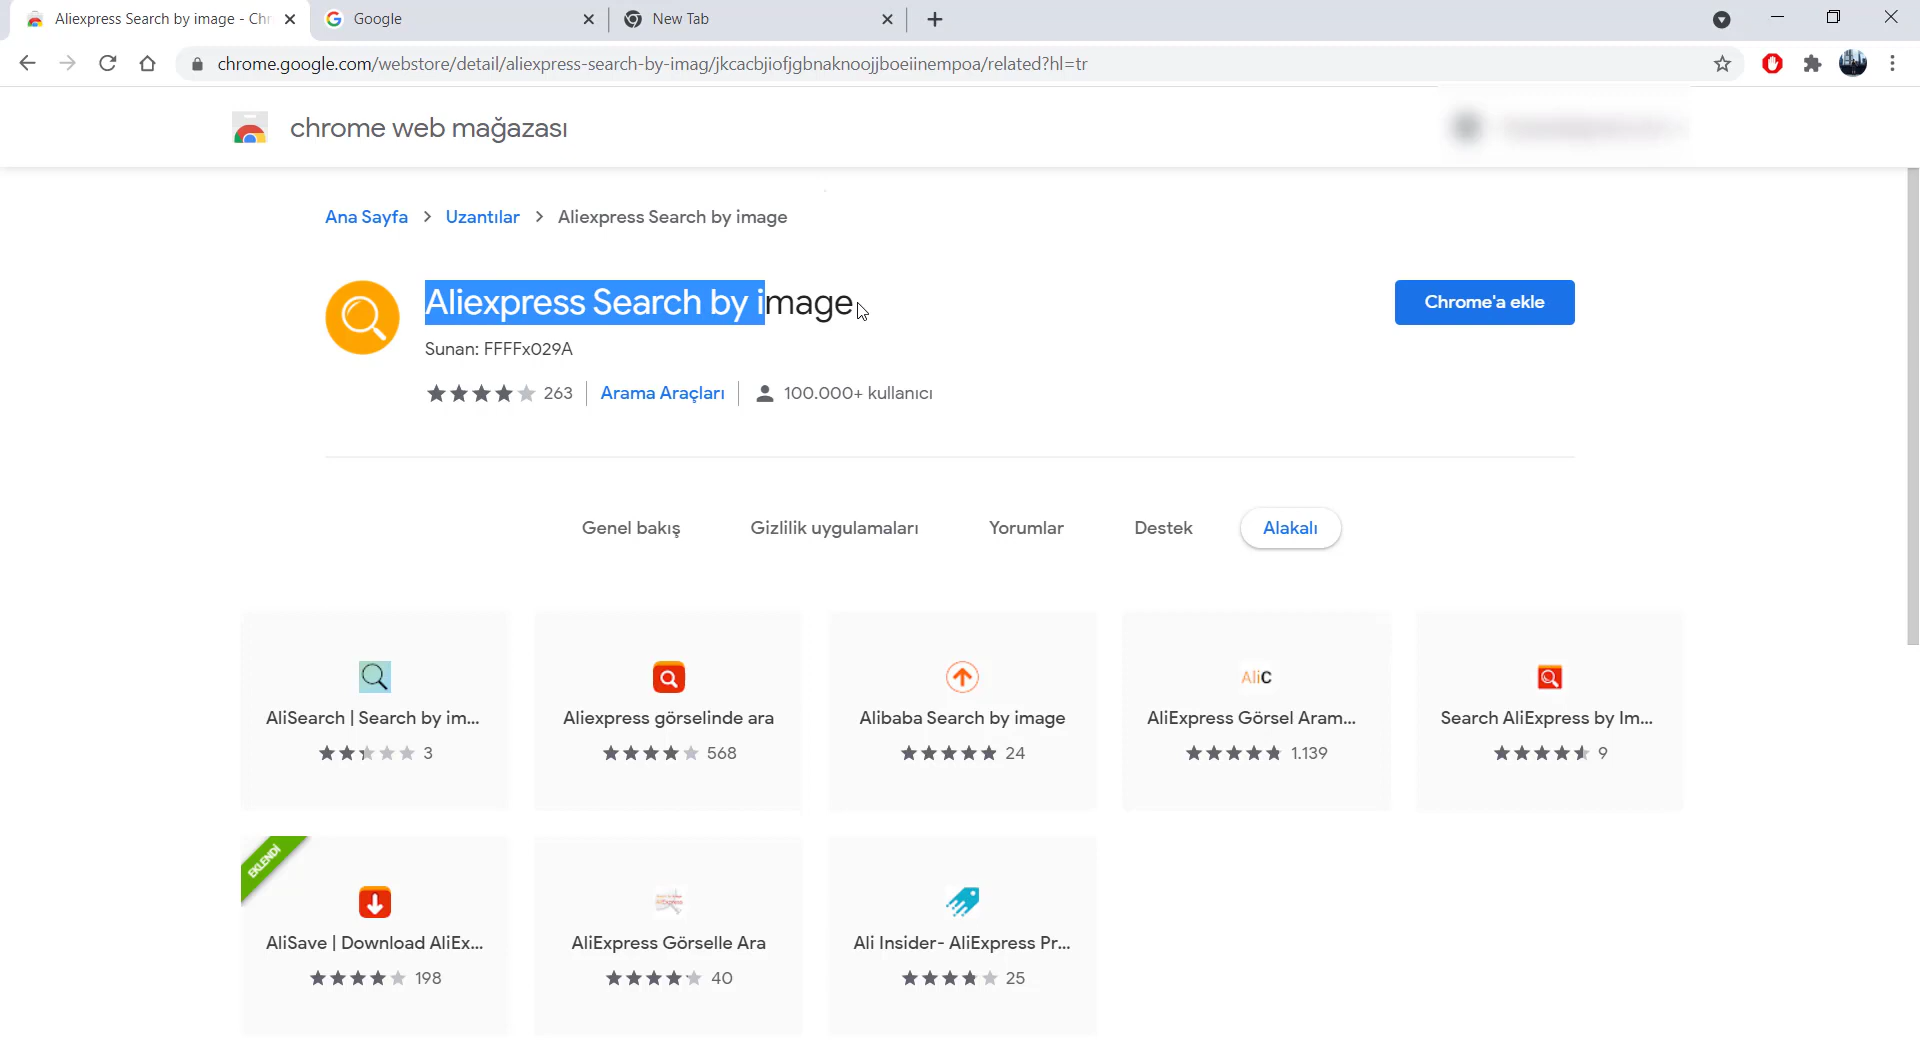 Aliexpress Search by image - Chr
Google
New Tab
chrome.google.com/webstore/detail/aliexpress-search-by-imag/jkcacbjiofjgbnaknoojjboeiinempoa/related?hl=tr
chrome web mağazası
Ana Sayfa > Uzantılar > Aliexpress Search by image
Aliexpress Search by image
Chrome'a ekle
Sunan: FFFFx029A
263 Arama Araçları 100.000+ kullanıcı
Genel bakış Gizlilik uygulamaları Yorumlar Destek Alakalı
AliC
AliSearch | Search by im... Aliexpress görselinde ara Alibaba Search by image AliExpress Görsel Aram... Search AliExpress by Im...
3 568 24 1.139 9
EKLENDİ
AliSave | Download AliEx... AliExpress Görselle Ara Ali Insider- AliExpress Pr...
198 40 25